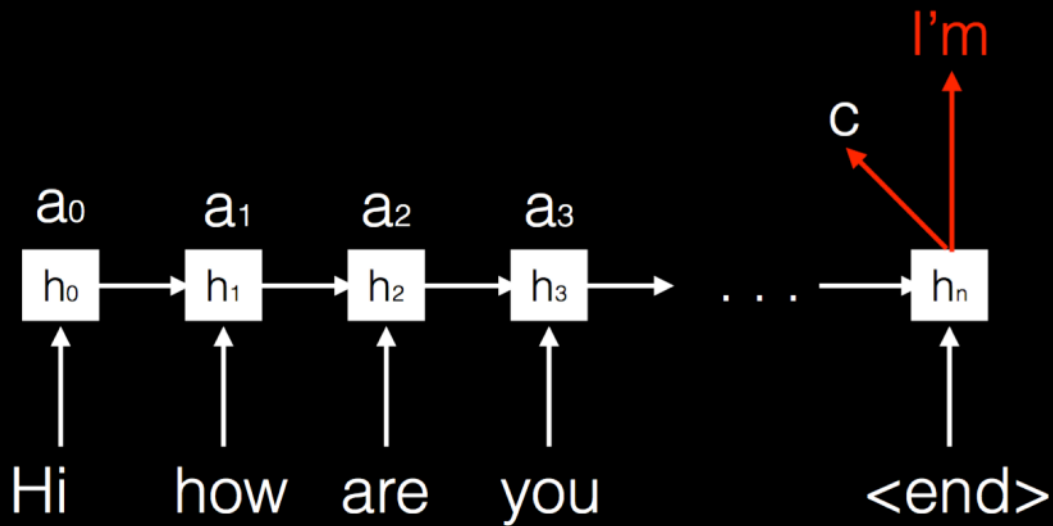 I'm
c
a0 a1 a2 a3
h0 h1 h2 h3 . . . hn
Hi how are you <end>